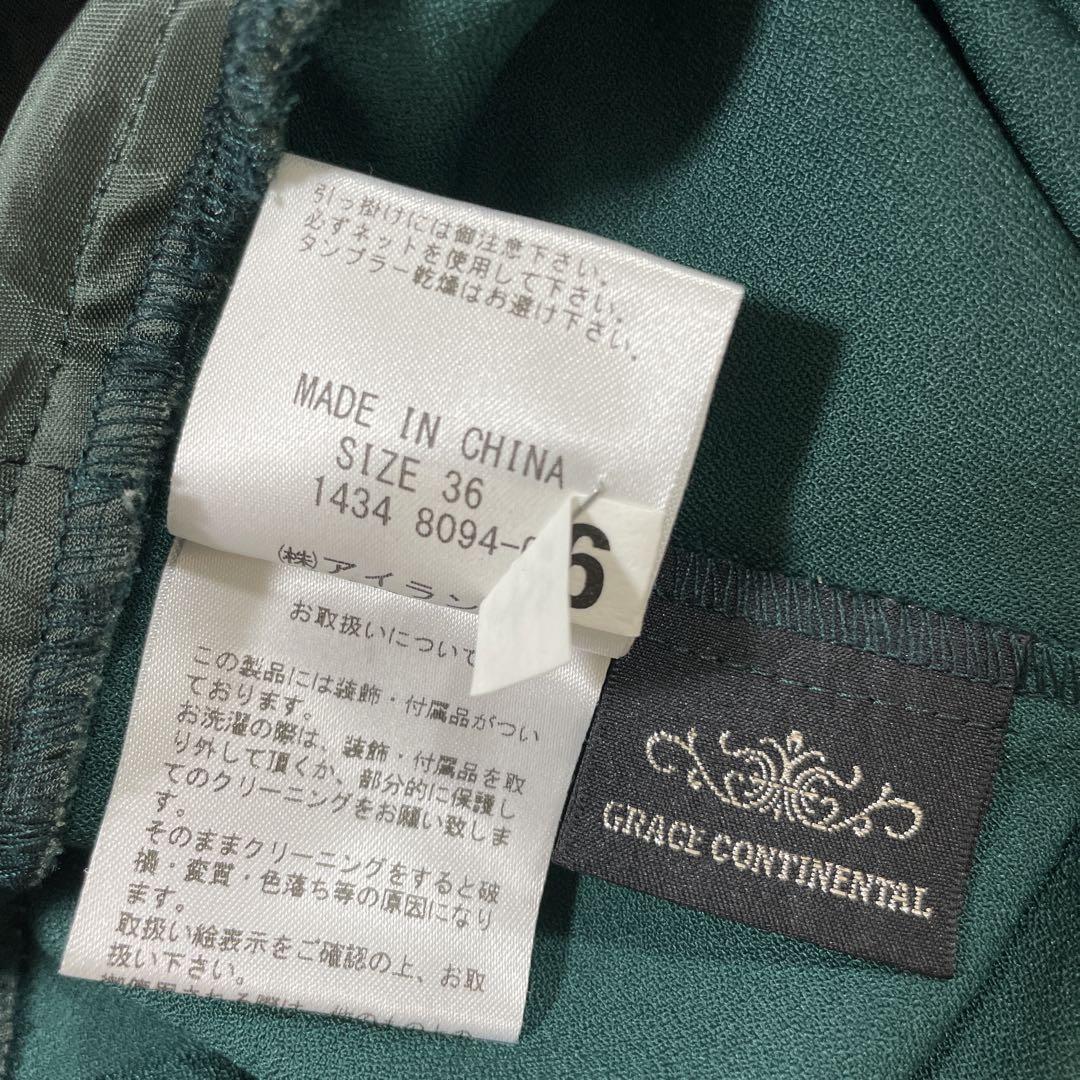 引っ掛けには御注意下さい。
必ずネットを使用して下さい。
タンブラー乾燥はお避け下さい。
MADE IN CHINA
SIZE 36
1434 8094-
6
(株)アイラン
お取扱いについて
この製品には装飾・付属品がつい
ております。
お洗濯の際は、装飾・付属品を取
り外して頂くか、部分的に保護し
てのクリーニングをお願い致しま
す。
そのままクリーニングをすると破
損・変質・色落ち等の原因になり
ます。
取扱い絵表示をご確認の上、お取
扱い下さい。
GRACE CONTINENTAL